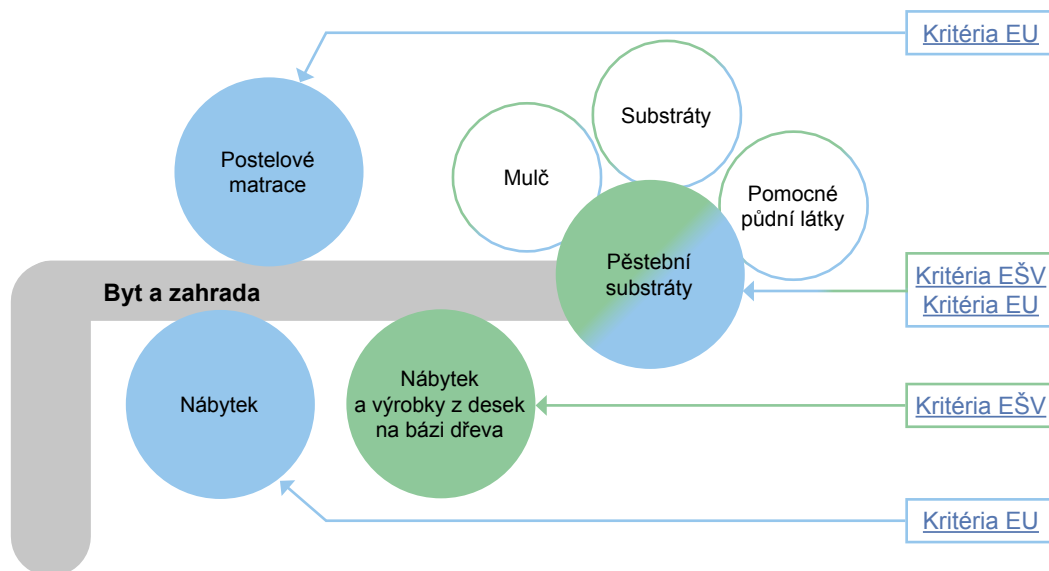 Kritéria EU
Substráty
Postelové
matrace
Mulč
Pomocné
půdní látky
Pěstební
substráty
Kritéria EŠV
Kritéria EU
Byt a zahrada
Nábytek
Nábytek
a výrobky z desek
na bázi dřeva
Kritéria EŠV
Kritéria EU